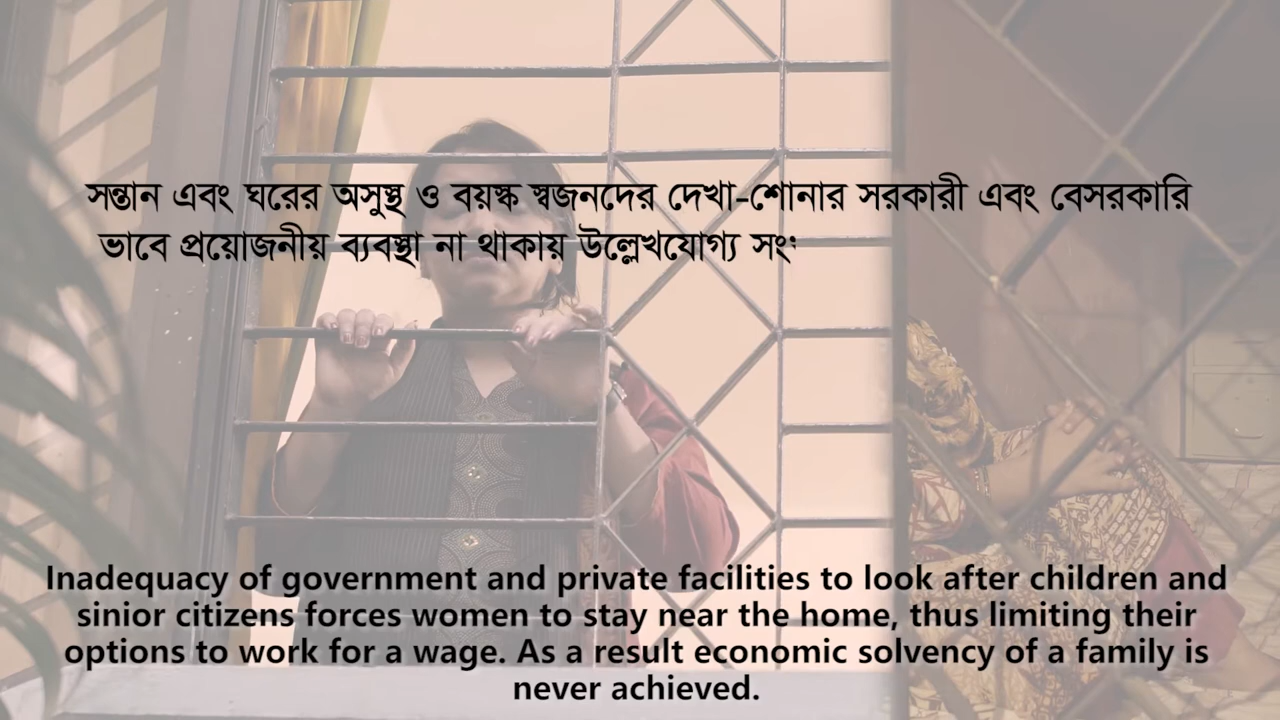 সন্তান এবং ঘরের অসুস্থ ও বয়স্ক স্বজনদের দেখা-শোনার সরকারী এবং বেসরকারি
ভাবে প্রয়োজনীয় ব্যবস্থা না থাকায় উল্লেখযোগ্য
Inadequacy of government and private facilities to look after children and
sinior citizens forces women to stay near the home, thus limiting their
options to work for a wage. As a result economic solvency of a family is
never achieved.